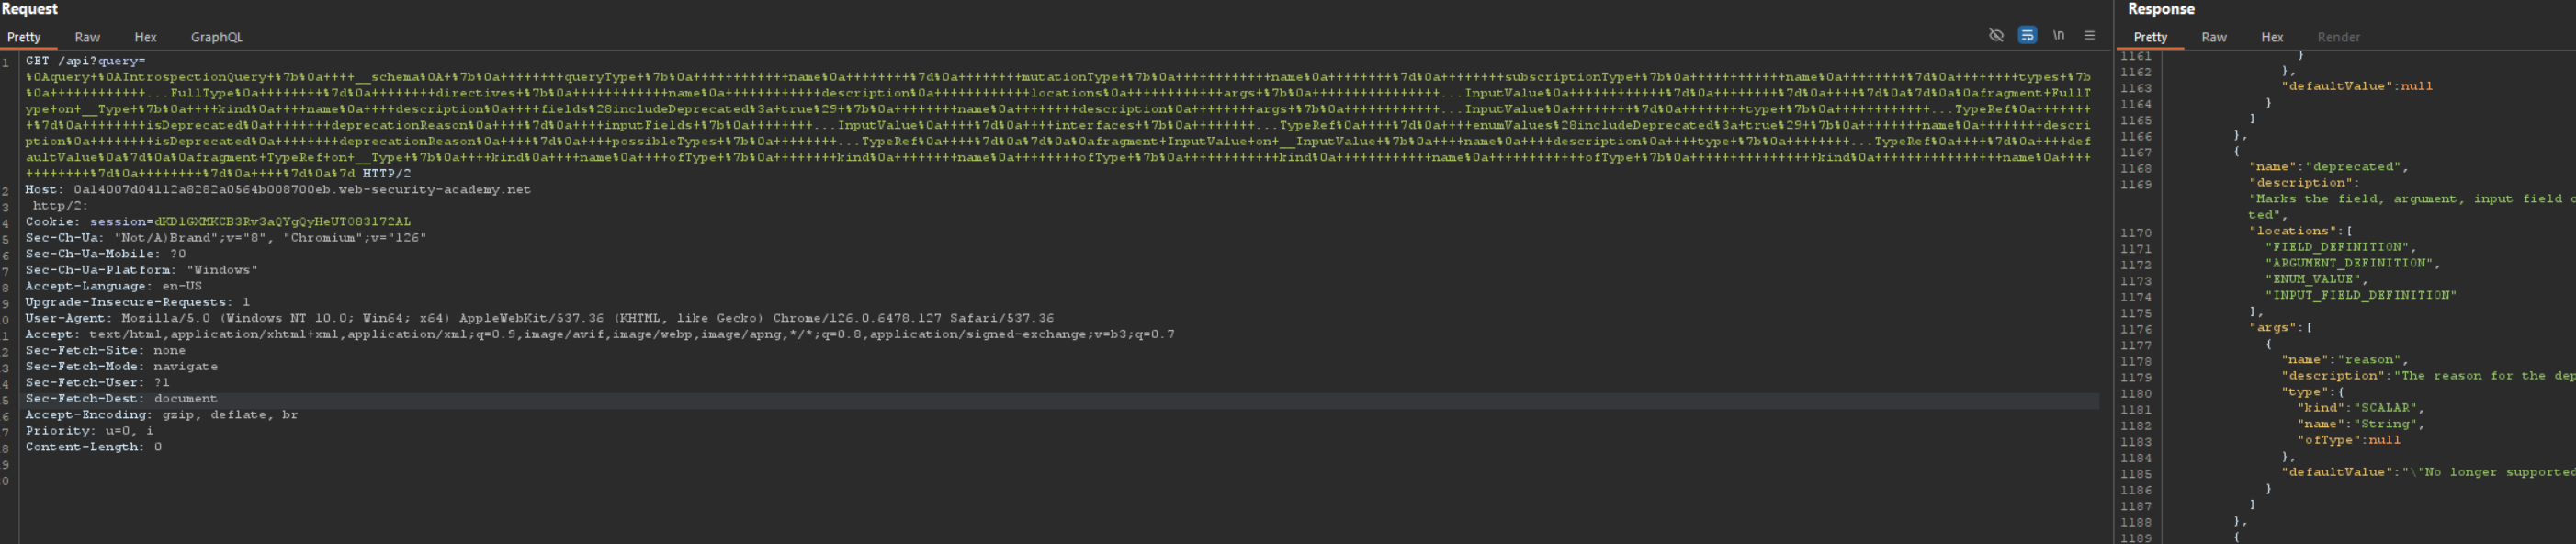 Request
Pretty Raw Hex GraphQL
\n
1 GET /api?query=
%0Aquery+%0AIntrospectionQuery+%7b%0a++++__schema%0A+%7b%0a++++++++queryType+%7b%0a++++++++++++name%0a++++++++%7d%0a++++++++mutationType+%7b%0a++++++++++++name%0a++++++++%7d%0a++++++++subscriptionType+%7b%0a++++++++++++name%0a++++++++%7d%0a++++++++types+%7b
%0a++++++++++++...FullType%0a++++++++%7d%0a++++++++directives+%7b%0a++++++++++++name%0a++++++++++++description%0a++++++++++++locations%0a++++++++++++args+%7b%0a++++++++++++++++...InputValue%0a++++++++++++%7d%0a++++++++%7d%0a++++%7d%0a%7d%0a%0afragment+FullT
ype+on+__Type+%7b%0a++++kind%0a++++name%0a++++description%0a++++fields%28includeDeprecated%3a+true%29+%7b%0a++++++++name%0a++++++++description%0a++++++++args+%7b%0a++++++++++++...InputValue%0a++++++++%7d%0a++++++++type+%7b%0a++++++++++++...TypeRef%0a+++++++
+%7d%0a++++++++isDeprecated%0a++++++++deprecationReason%0a++++%7d%0a++++inputFields+%7b%0a++++++++...InputValue%0a++++%7d%0a++++interfaces+%7b%0a++++++++...TypeRef%0a++++%7d%0a++++enumValues%28includeDeprecated%3a+true%29+%7b%0a++++++++name%0a++++++++descri
ption%0a++++++++isDeprecated%0a++++++++deprecationReason%0a++++%7d%0a++++possibleTypes+%7b%0a++++++++...TypeRef%0a++++%7d%0a%7d%0a%0afragment+InputValue+on+__InputValue+%7b%0a++++name%0a++++description%0a++++type+%7b%0a++++++++...TypeRef%0a++++%7d%0a++++def
aultValue%0a%7d%0a%0afragment+TypeRef+on+__Type+%7b%0a++++kind%0a++++name%0a++++ofType+%7b%0a++++++++kind%0a++++++++name%0a++++++++ofType+%7b%0a++++++++++++kind%0a++++++++++++name%0a++++++++++++ofType+%7b%0a++++++++++++++++kind%0a++++++++++++++++name%0a++++
++++++++%7d%0a++++++++%7d%0a++++%7d%0a%7d HTTP/2
2 Host: 0a14007d04112a8282a0564b008700eb.web-security-academy.net
3 http/2:
4 Cookie: session=dKD1GXMKCB3Rv3aQYgQyHeUT083172AL
5 Sec-Ch-Ua: "Not/A)Brand";v="8", "Chromium";v="126"
6 Sec-Ch-Ua-Mobile: ?0
7 Sec-Ch-Ua-Platform: "Windows"
8 Accept-Language: en-US
9 Upgrade-Insecure-Requests: 1
0 User-Agent: Mozilla/5.0 (Windows NT 10.0; Win64; x64) AppleWebKit/537.36 (KHTML, like Gecko) Chrome/126.0.6478.127 Safari/537.36
1 Accept: text/html,application/xhtml+xml,application/xml;q=0.9,image/avif,image/webp,image/apng,*/*;q=0.8,application/signed-exchange;v=b3;q=0.7
2 Sec-Fetch-Site: none
3 Sec-Fetch-Mode: navigate
4 Sec-Fetch-User: ?1
5 Sec-Fetch-Dest: document
6 Accept-Encoding: gzip, deflate, br
7 Priority: u=0, i
8 Content-Length: 0
9
0
Response
Pretty Raw Hex Render
1161 }
1162 },
1163 "defaultValue":null
1164 }
1165 ]
1166 },
1167 {
1168 "name":"deprecated",
1169 "description":
"Marks the field, argument, input field o
ted",
1170 "locations":[
1171 "FIELD_DEFINITION",
1172 "ARGUMENT_DEFINITION",
1173 "ENUM_VALUE",
1174 "INPUT_FIELD_DEFINITION"
1175 ],
1176 "args":[
1177 {
1178 "name":"reason",
1179 "description":"The reason for the dep
1180 "type":{
1181 "kind":"SCALAR",
1182 "name":"String",
1183 "ofType":null
1184 },
1185 "defaultValue":"\"No longer supported
1186 }
1187 ]
1188 },
1189 {